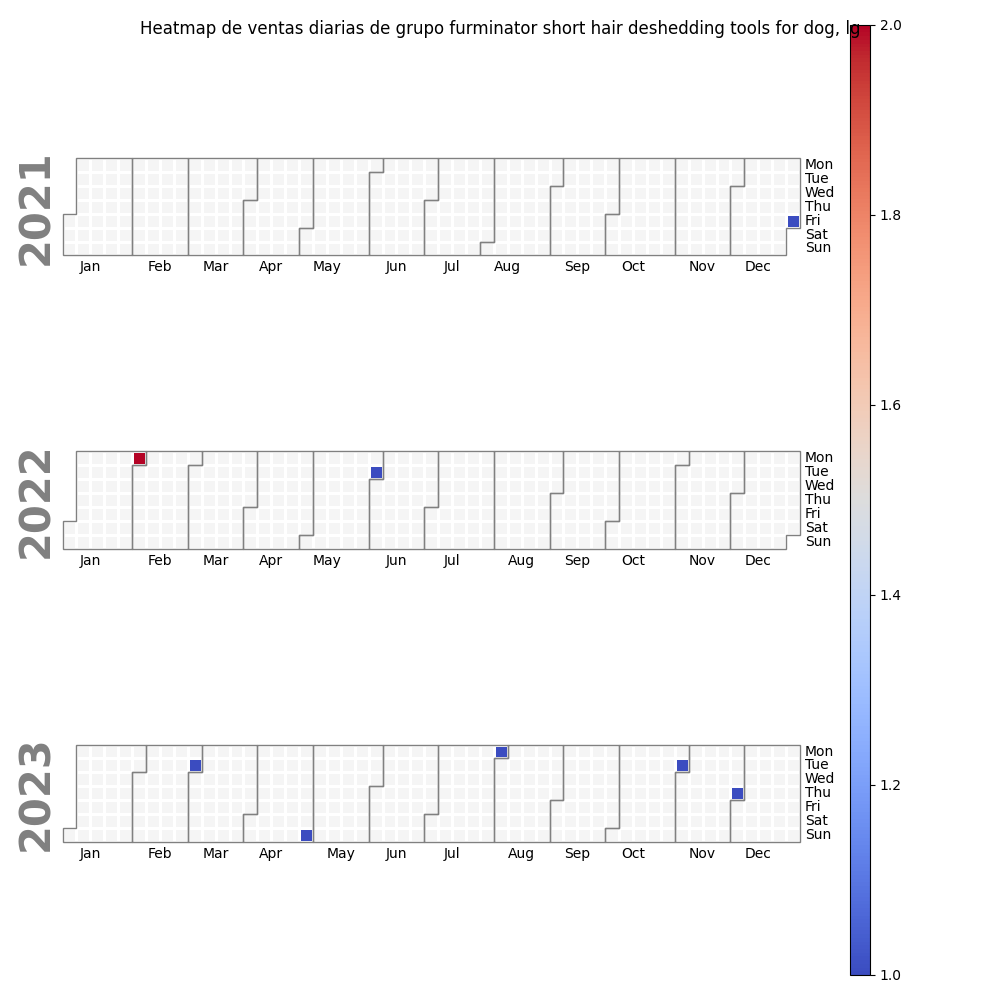 Heatmap de ventas diarias de grupo furminator short hair deshedding tools for dog, lg
2.0
1.8
1.6
1.4
1.2
1.0
2021
Mon
Tue
Wed
Thu
Fri
Sat
Sun
Jan Feb Mar Apr May Jun Jul Aug Sep Oct Nov Dec
2022
Mon
Tue
Wed
Thu
Fri
Sat
Sun
Jan Feb Mar Apr May Jun Jul Aug Sep Oct Nov Dec
2023
Mon
Tue
Wed
Thu
Fri
Sat
Sun
Jan Feb Mar Apr May Jun Jul Aug Sep Oct Nov Dec